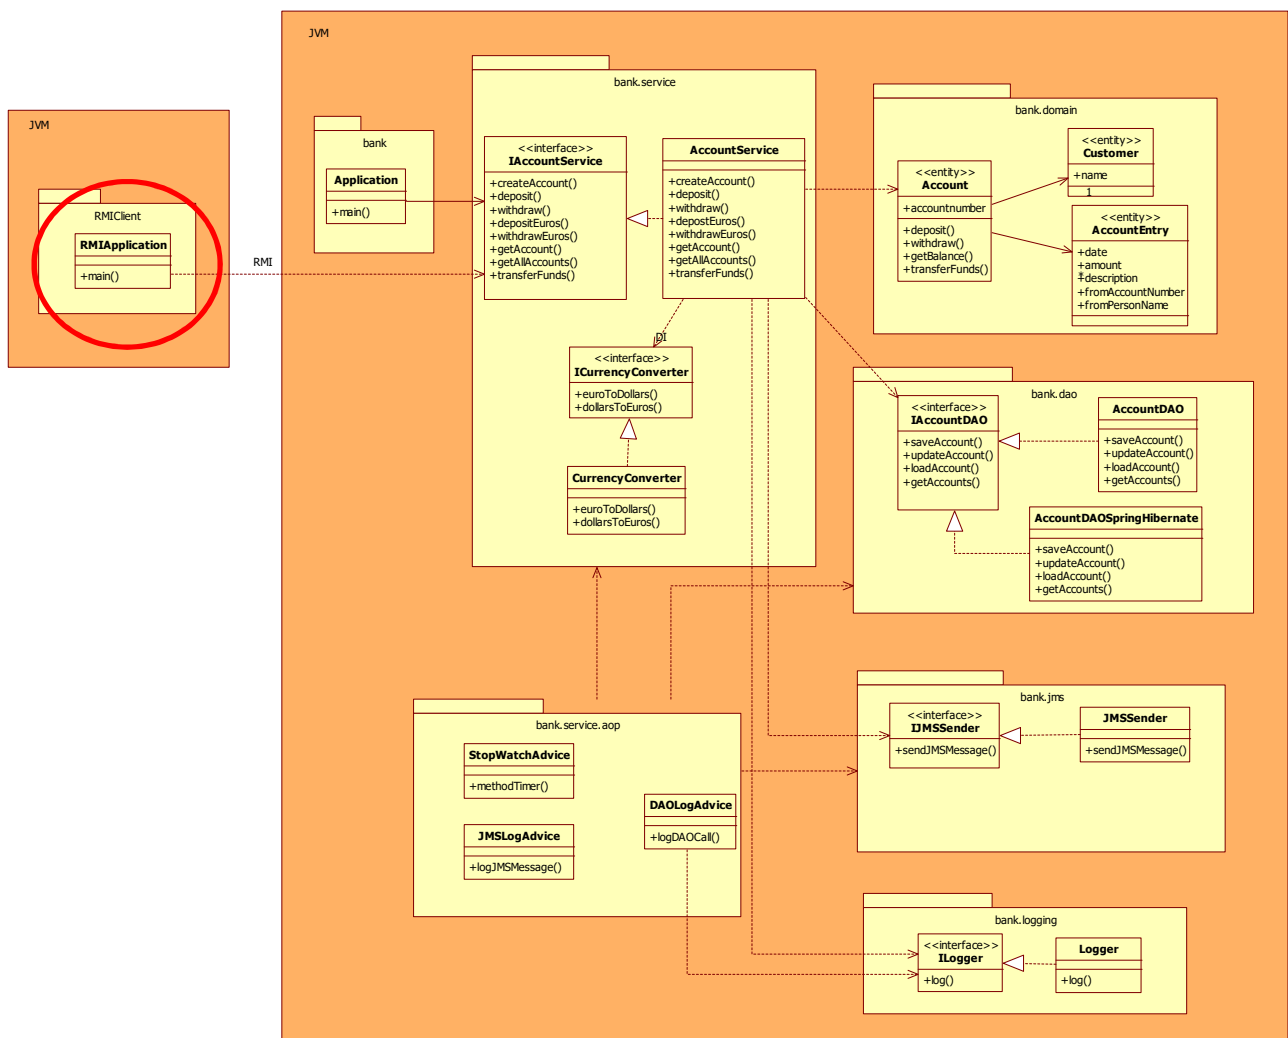 JVM
RMIClient
RMIApplication
+main()
RMI
JVM
bank
Application
+main()
bank.service
<<interface>>
IAccountService
+createAccount()
+deposit()
+withdraw()
+depositEuros()
+withdrawEuros()
+getAccount()
+getAllAccounts()
+transferFunds()
AccountService
+createAccount()
+deposit()
+withdraw()
+depostEuros()
+withdrawEuros()
+getAccount()
+getAllAccounts()
+transferFunds()
DI
<<interface>>
ICurrencyConverter
+euroToDollars()
+dollarsToEuros()
CurrencyConverter
+euroToDollars()
+dollarsToEuros()
bank.domain
<<entity>>
Account
+accountnumber
+deposit()
+withdraw()
+getBalance()
+transferFunds()
<<entity>>
Customer
+name
1
<<entity>>
AccountEntry
+date
+amount
*
+description
+fromAccountNumber
+fromPersonName
bank.dao
<<interface>>
IAccountDAO
+saveAccount()
+updateAccount()
+loadAccount()
+getAccounts()
AccountDAO
+saveAccount()
+updateAccount()
+loadAccount()
+getAccounts()
AccountDAOSpringHibernate
+saveAccount()
+updateAccount()
+loadAccount()
+getAccounts()
bank.service.aop
StopWatchAdvice
+methodTimer()
JMSLogAdvice
+logJMSMessage()
DAOLogAdvice
+logDAOCall()
bank.jms
<<interface>>
IJMSSender
+sendJMSMessage()
JMSSender
+sendJMSMessage()
bank.logging
<<interface>>
ILogger
+log()
Logger
+log()